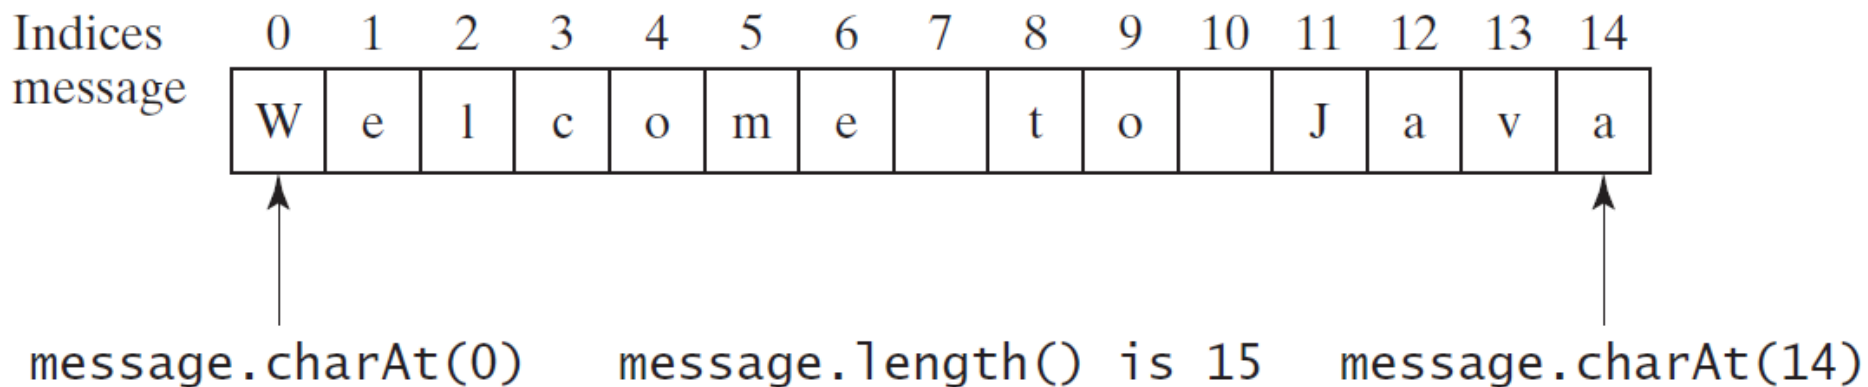 Indices 0 1 2 3 4 5 6 7 8 9 10 11 12 13 14
message W e l c o m e t o J a v a
message.charAt(0) message.length() is 15 message.charAt(14)